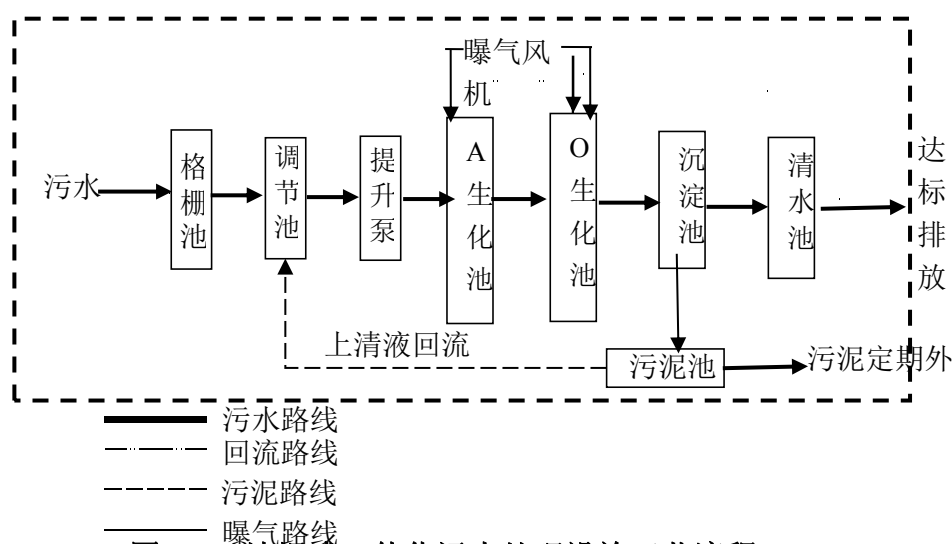 曝气风
机
污水
格栅池
调节池
提升泵
A生化池
O生化池
沉淀池
清水池
达标排放
上清液回流
污泥池
污泥定期外
污水路线
回流路线
污泥路线
曝气路线